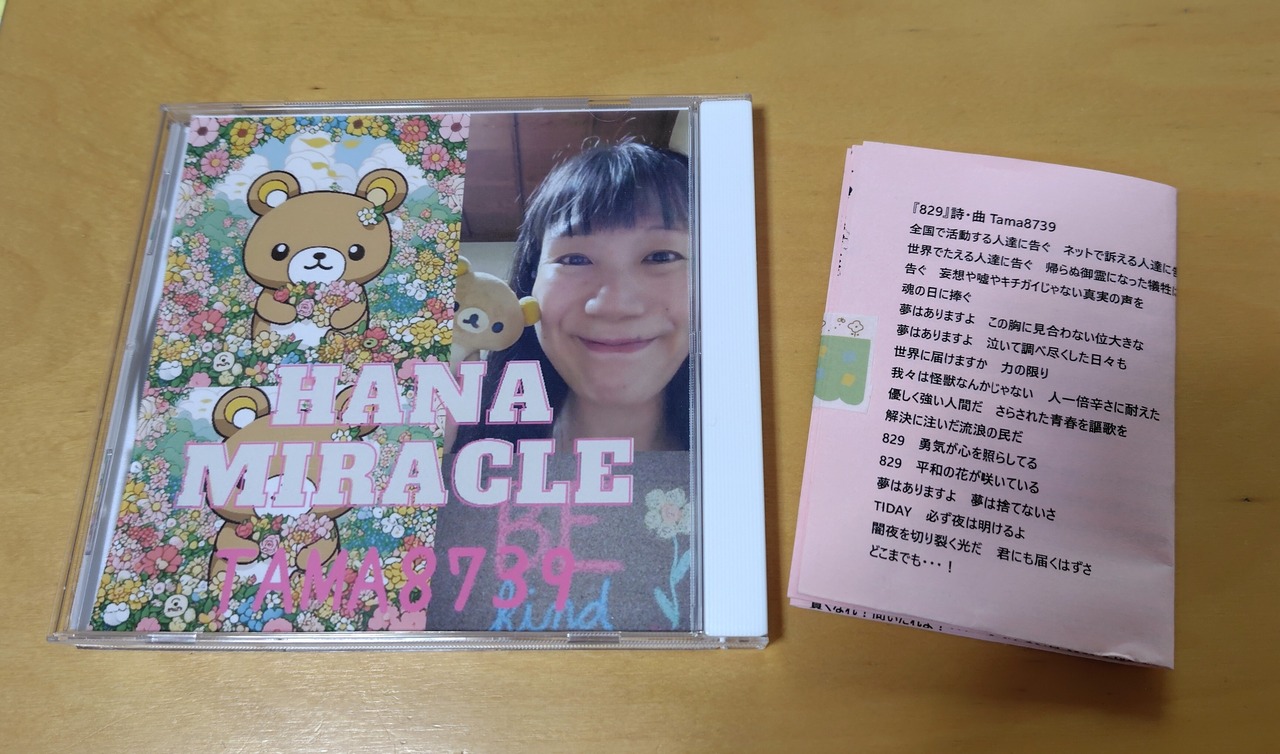 HANA
MIRACLE
BE
kind
TAMA8739
『829』詩・曲 Tama8739
全国で活動する人達に告ぐ　ネットで訴える人達に告
世界でたえる人達に告ぐ　帰らぬ御霊になった犠牲に
告ぐ　妄想や嘘やキチガイじゃない真実の声を
魂の日に捧ぐ
夢はありますよ　この胸に見合わない位大きな
夢はありますよ　泣いて調べ尽くした日々も
世界に届けますか　力の限り
我々は怪獣なんかじゃない　人一倍辛さに耐えた
優しく強い人間だ　さらされた青春を謳歌を
解決に注いだ流浪の民だ
829　勇気が心を照らしてる
829　平和の花が咲いている
夢はありますよ　夢は捨てないさ
TIDAY　必ず夜は明けるよ
闇夜を切り裂く光だ　君にも届くはずさ
どこまでも・・・！